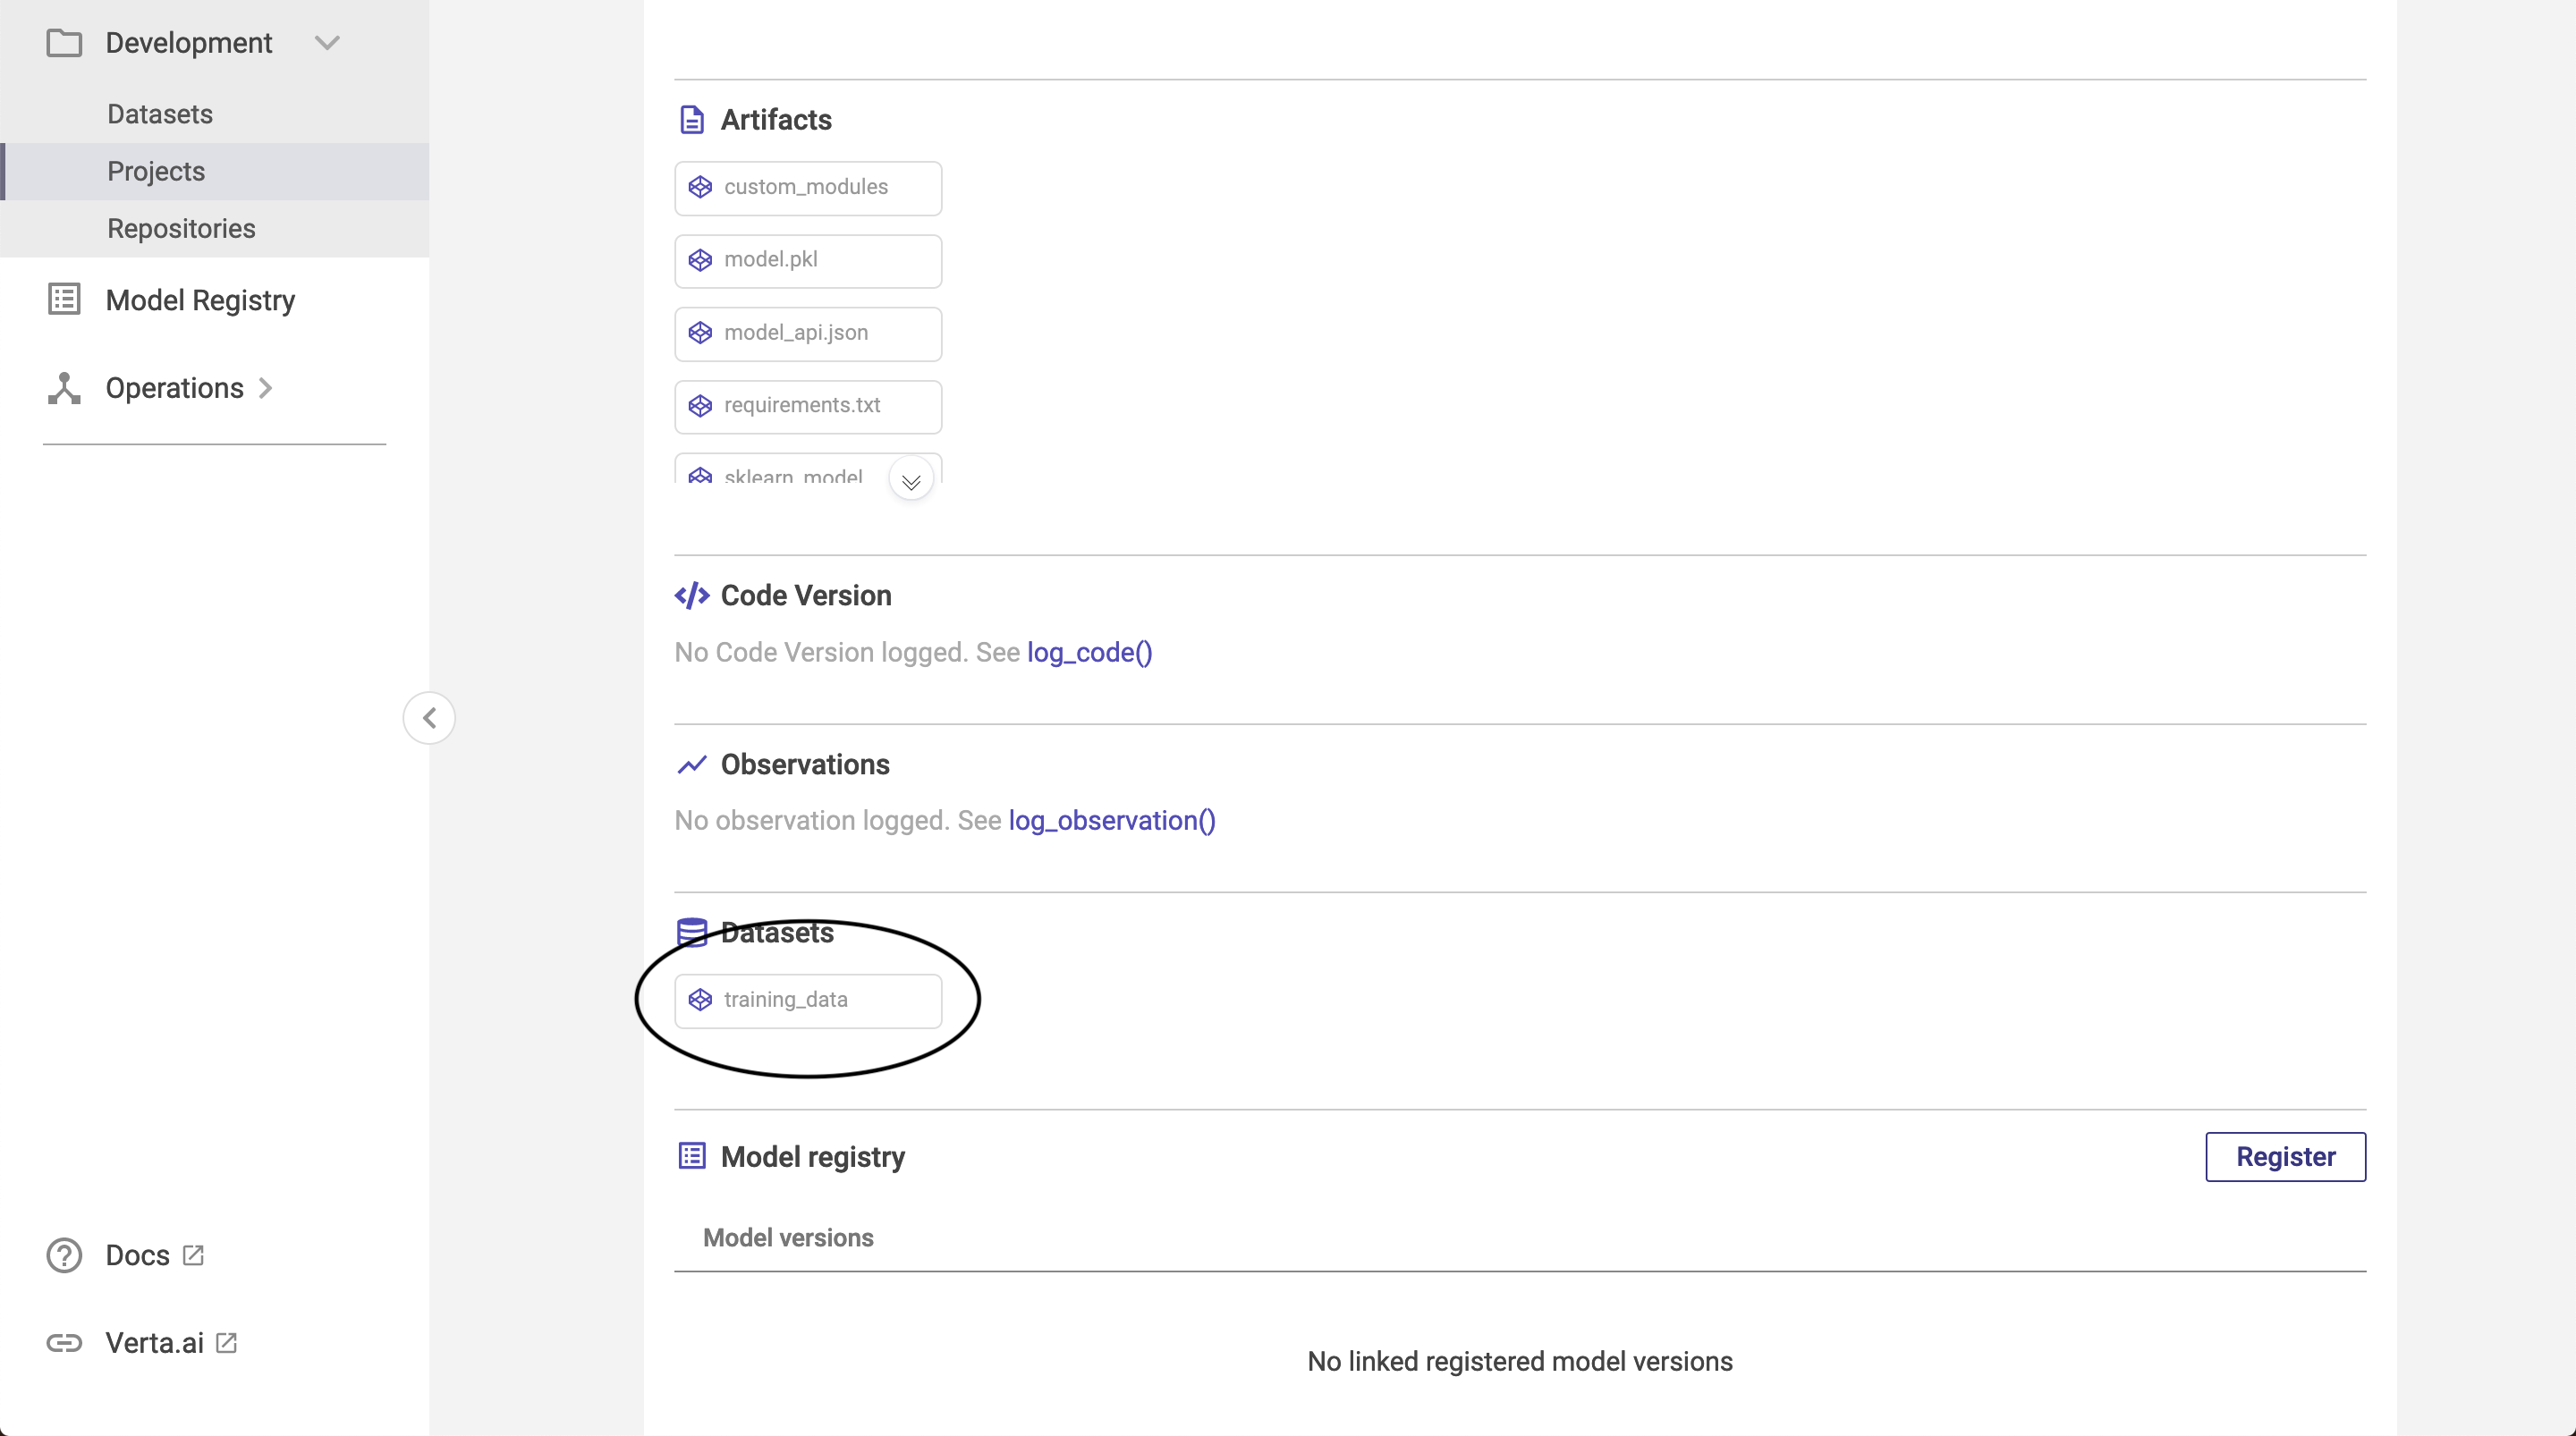 Development
Datasets
Projects
Repositories
Model Registry
Operations
Docs
Verta.ai
Artifacts
custom_modules
model.pkl
model_api.json
requirements.txt
sklearn_model
Code Version
No Code Version logged. See log_code()
Observations
No observation logged. See log_observation()
Datasets
training_data
Model registry
Register
Model versions
No linked registered model versions